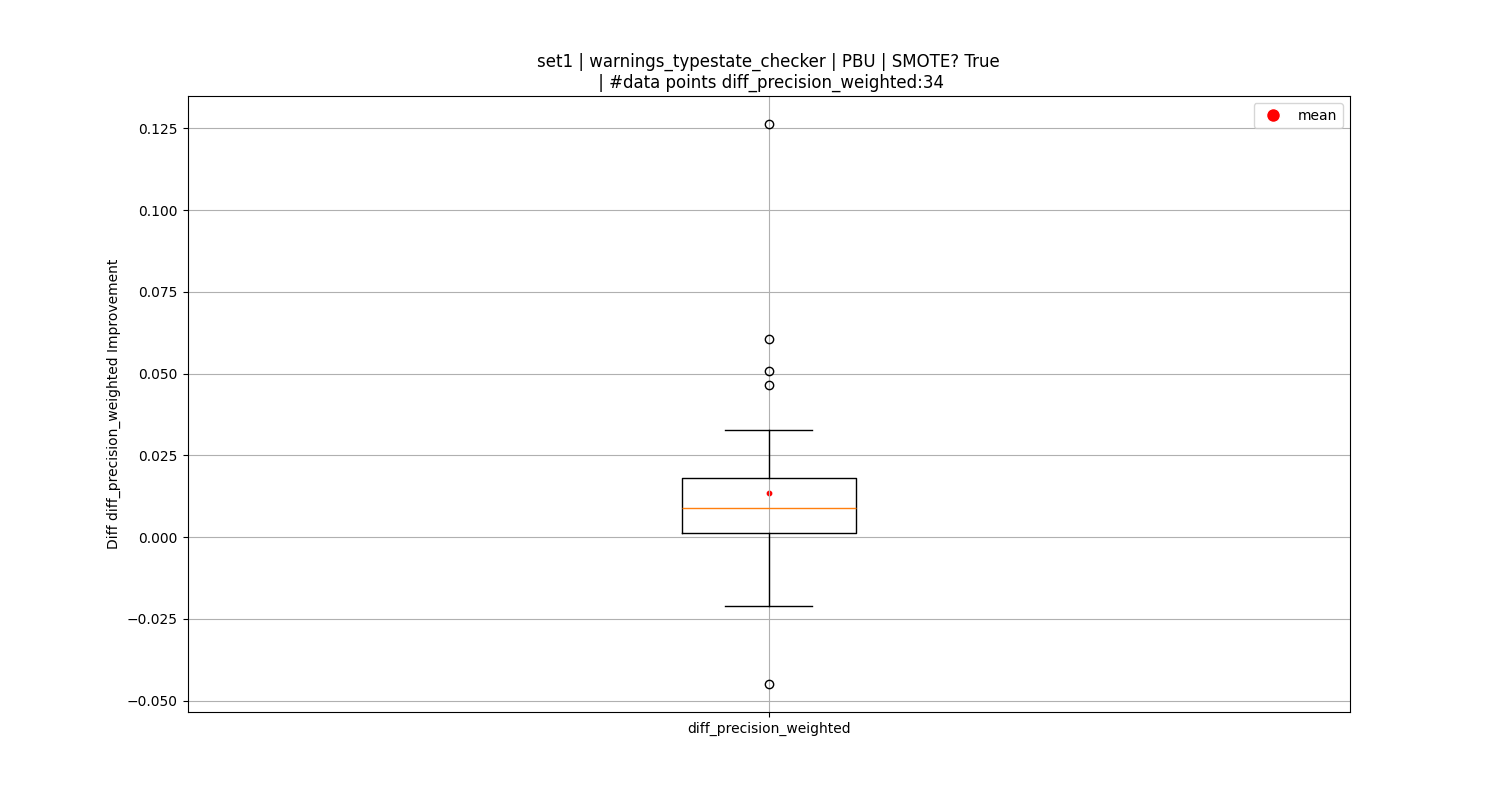 set1 | warnings_typestate_checker | PBU | SMOTE? True
| #data points diff_precision_weighted:34
mean
0.125
0.100
0.075
0.050
0.025
0.000
−0.025
−0.050
Diff diff_precision_weighted Improvement
diff_precision_weighted